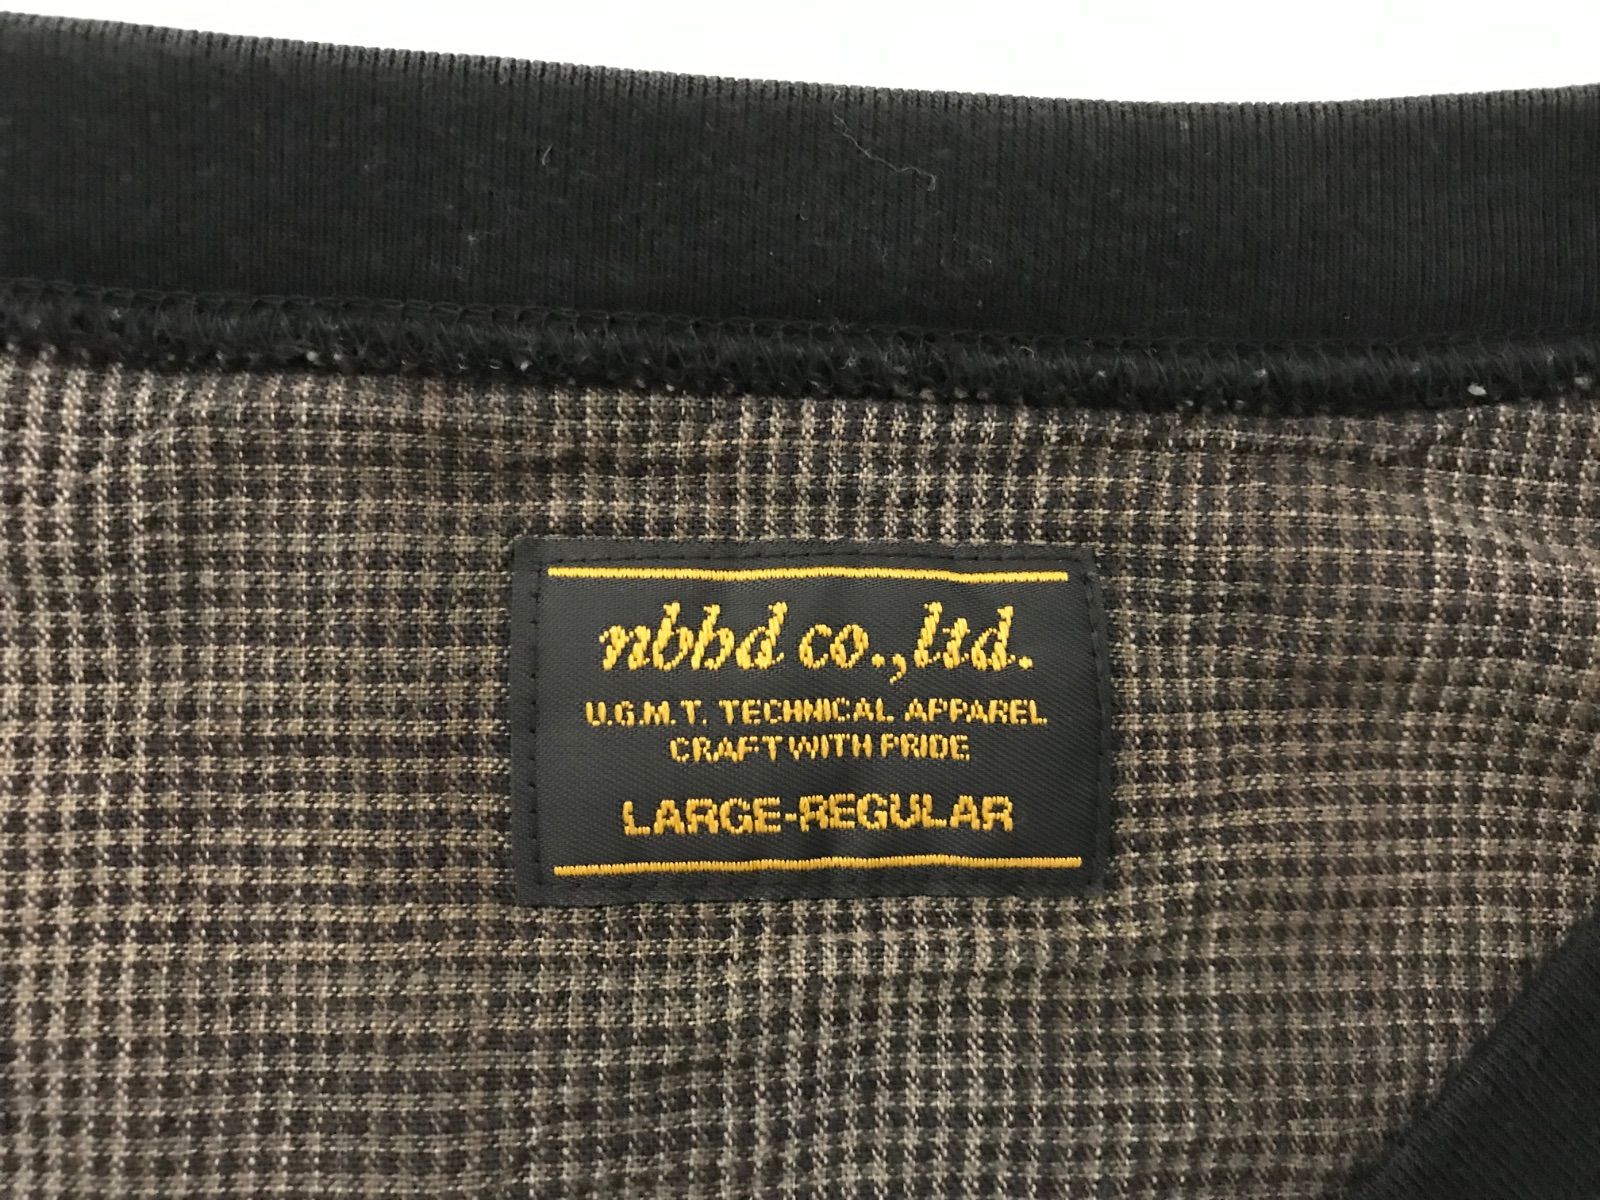 nbbd co.,ltd.
U.G.M.T. TECHNICAL APPAREL
CRAFT WITH PRIDE
LARGE-REGULAR